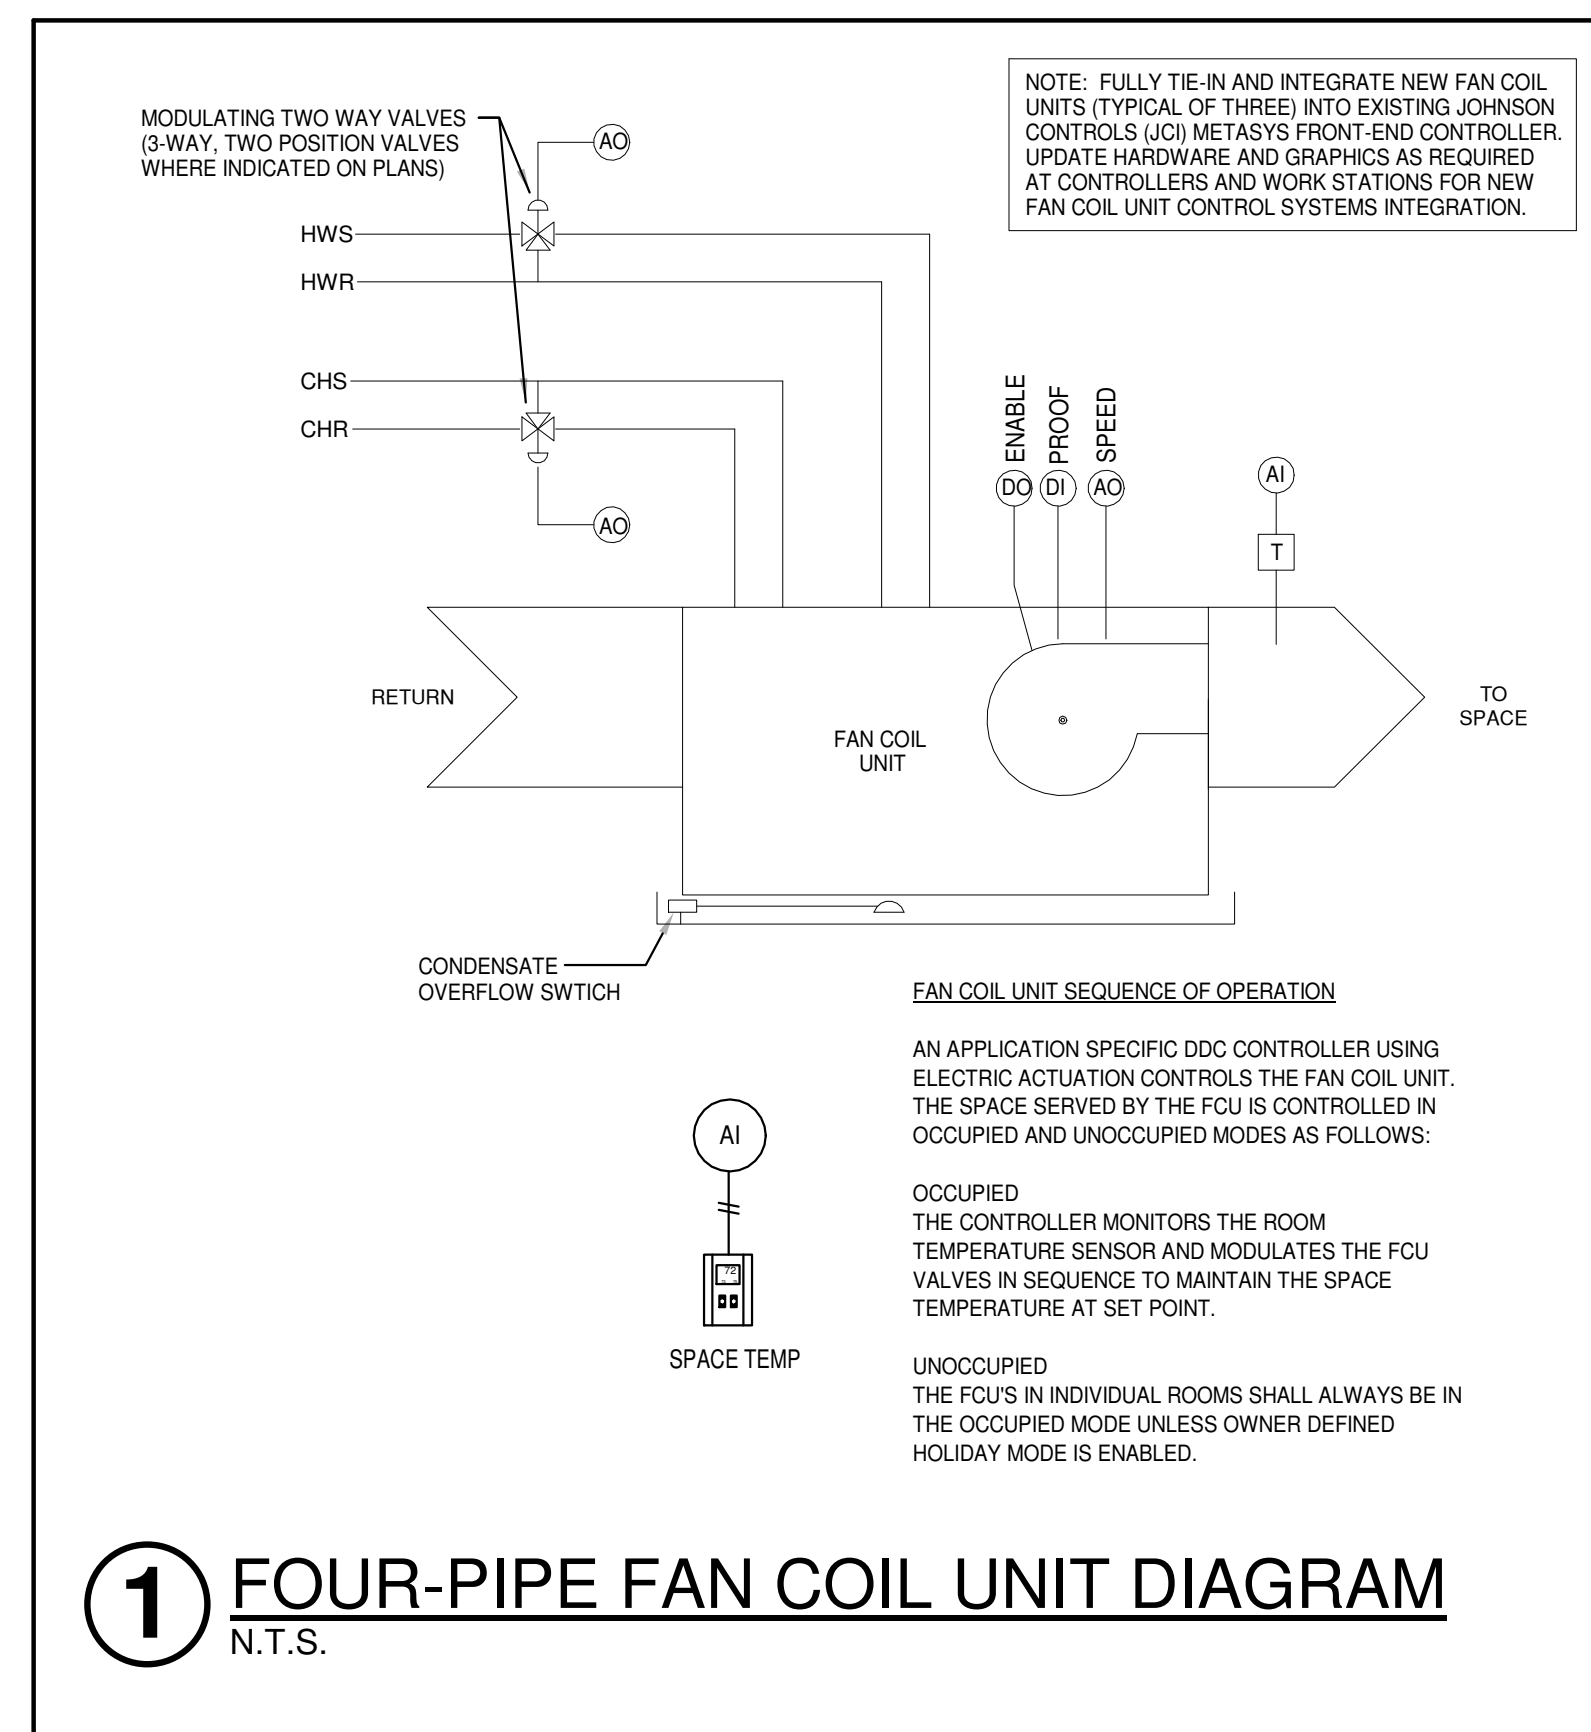 NOTE: FULLY TIE-IN AND INTEGRATE NEW FAN COIL
UNITS (TYPICAL OF THREE) INTO EXISTING JOHNSON
CONTROLS (JCI) METASYS FRONT-END CONTROLLER.
UPDATE HARDWARE AND GRAPHICS AS REQUIRED
AT CONTROLLERS AND WORK STATIONS FOR NEW
FAN COIL UNIT CONTROL SYSTEMS INTEGRATION.
MODULATING TWO WAY VALVES
(3-WAY, TWO POSITION VALVES
WHERE INDICATED ON PLANS)
AO
HWS
HWR
CHS
CHR
AO
ENABLE
PROOF
SPEED
DO
DI
AO
AI
T
RETURN
FAN COIL
UNIT
TO
SPACE
CONDENSATE
OVERFLOW SWTICH
AI
72
SPACE TEMP
FAN COIL UNIT SEQUENCE OF OPERATION
AN APPLICATION SPECIFIC DDC CONTROLLER USING
ELECTRIC ACTUATION CONTROLS THE FAN COIL UNIT.
THE SPACE SERVED BY THE FCU IS CONTROLLED IN
OCCUPIED AND UNOCCUPIED MODES AS FOLLOWS:
OCCUPIED
THE CONTROLLER MONITORS THE ROOM
TEMPERATURE SENSOR AND MODULATES THE FCU
VALVES IN SEQUENCE TO MAINTAIN THE SPACE
TEMPERATURE AT SET POINT.
UNOCCUPIED
THE FCU'S IN INDIVIDUAL ROOMS SHALL ALWAYS BE IN
THE OCCUPIED MODE UNLESS OWNER DEFINED
HOLIDAY MODE IS ENABLED.
1 FOUR-PIPE FAN COIL UNIT DIAGRAM
N.T.S.